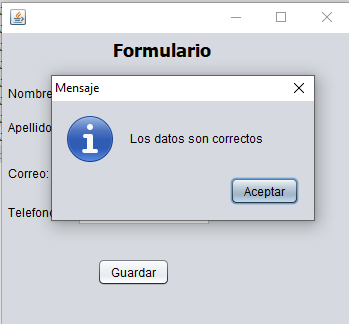 Formulario
Mensaje
Nombre
Los datos son correctos
Apellido
Correo:
Aceptar
Telefono
Guardar